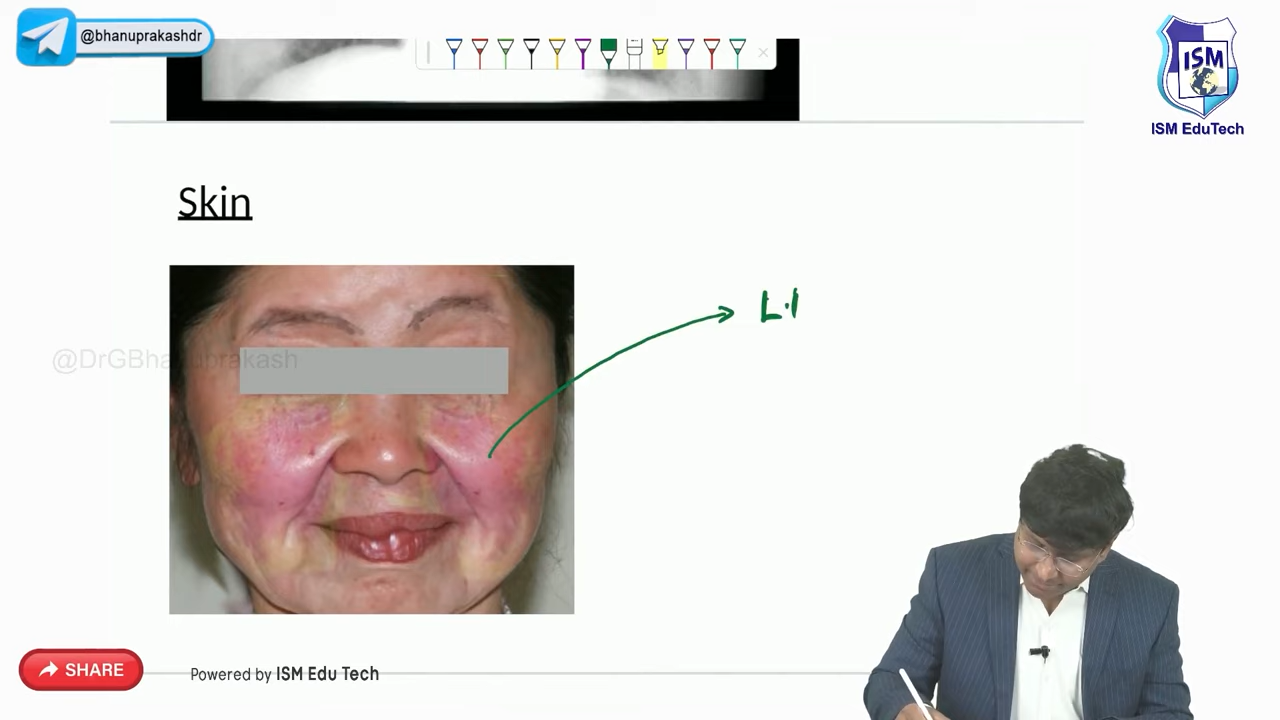 @bhanuprakashdr
ISM
ISM EduTech
Skin
L.
@DrGBhanuprakash
SHARE
Powered by ISM Edu Tech